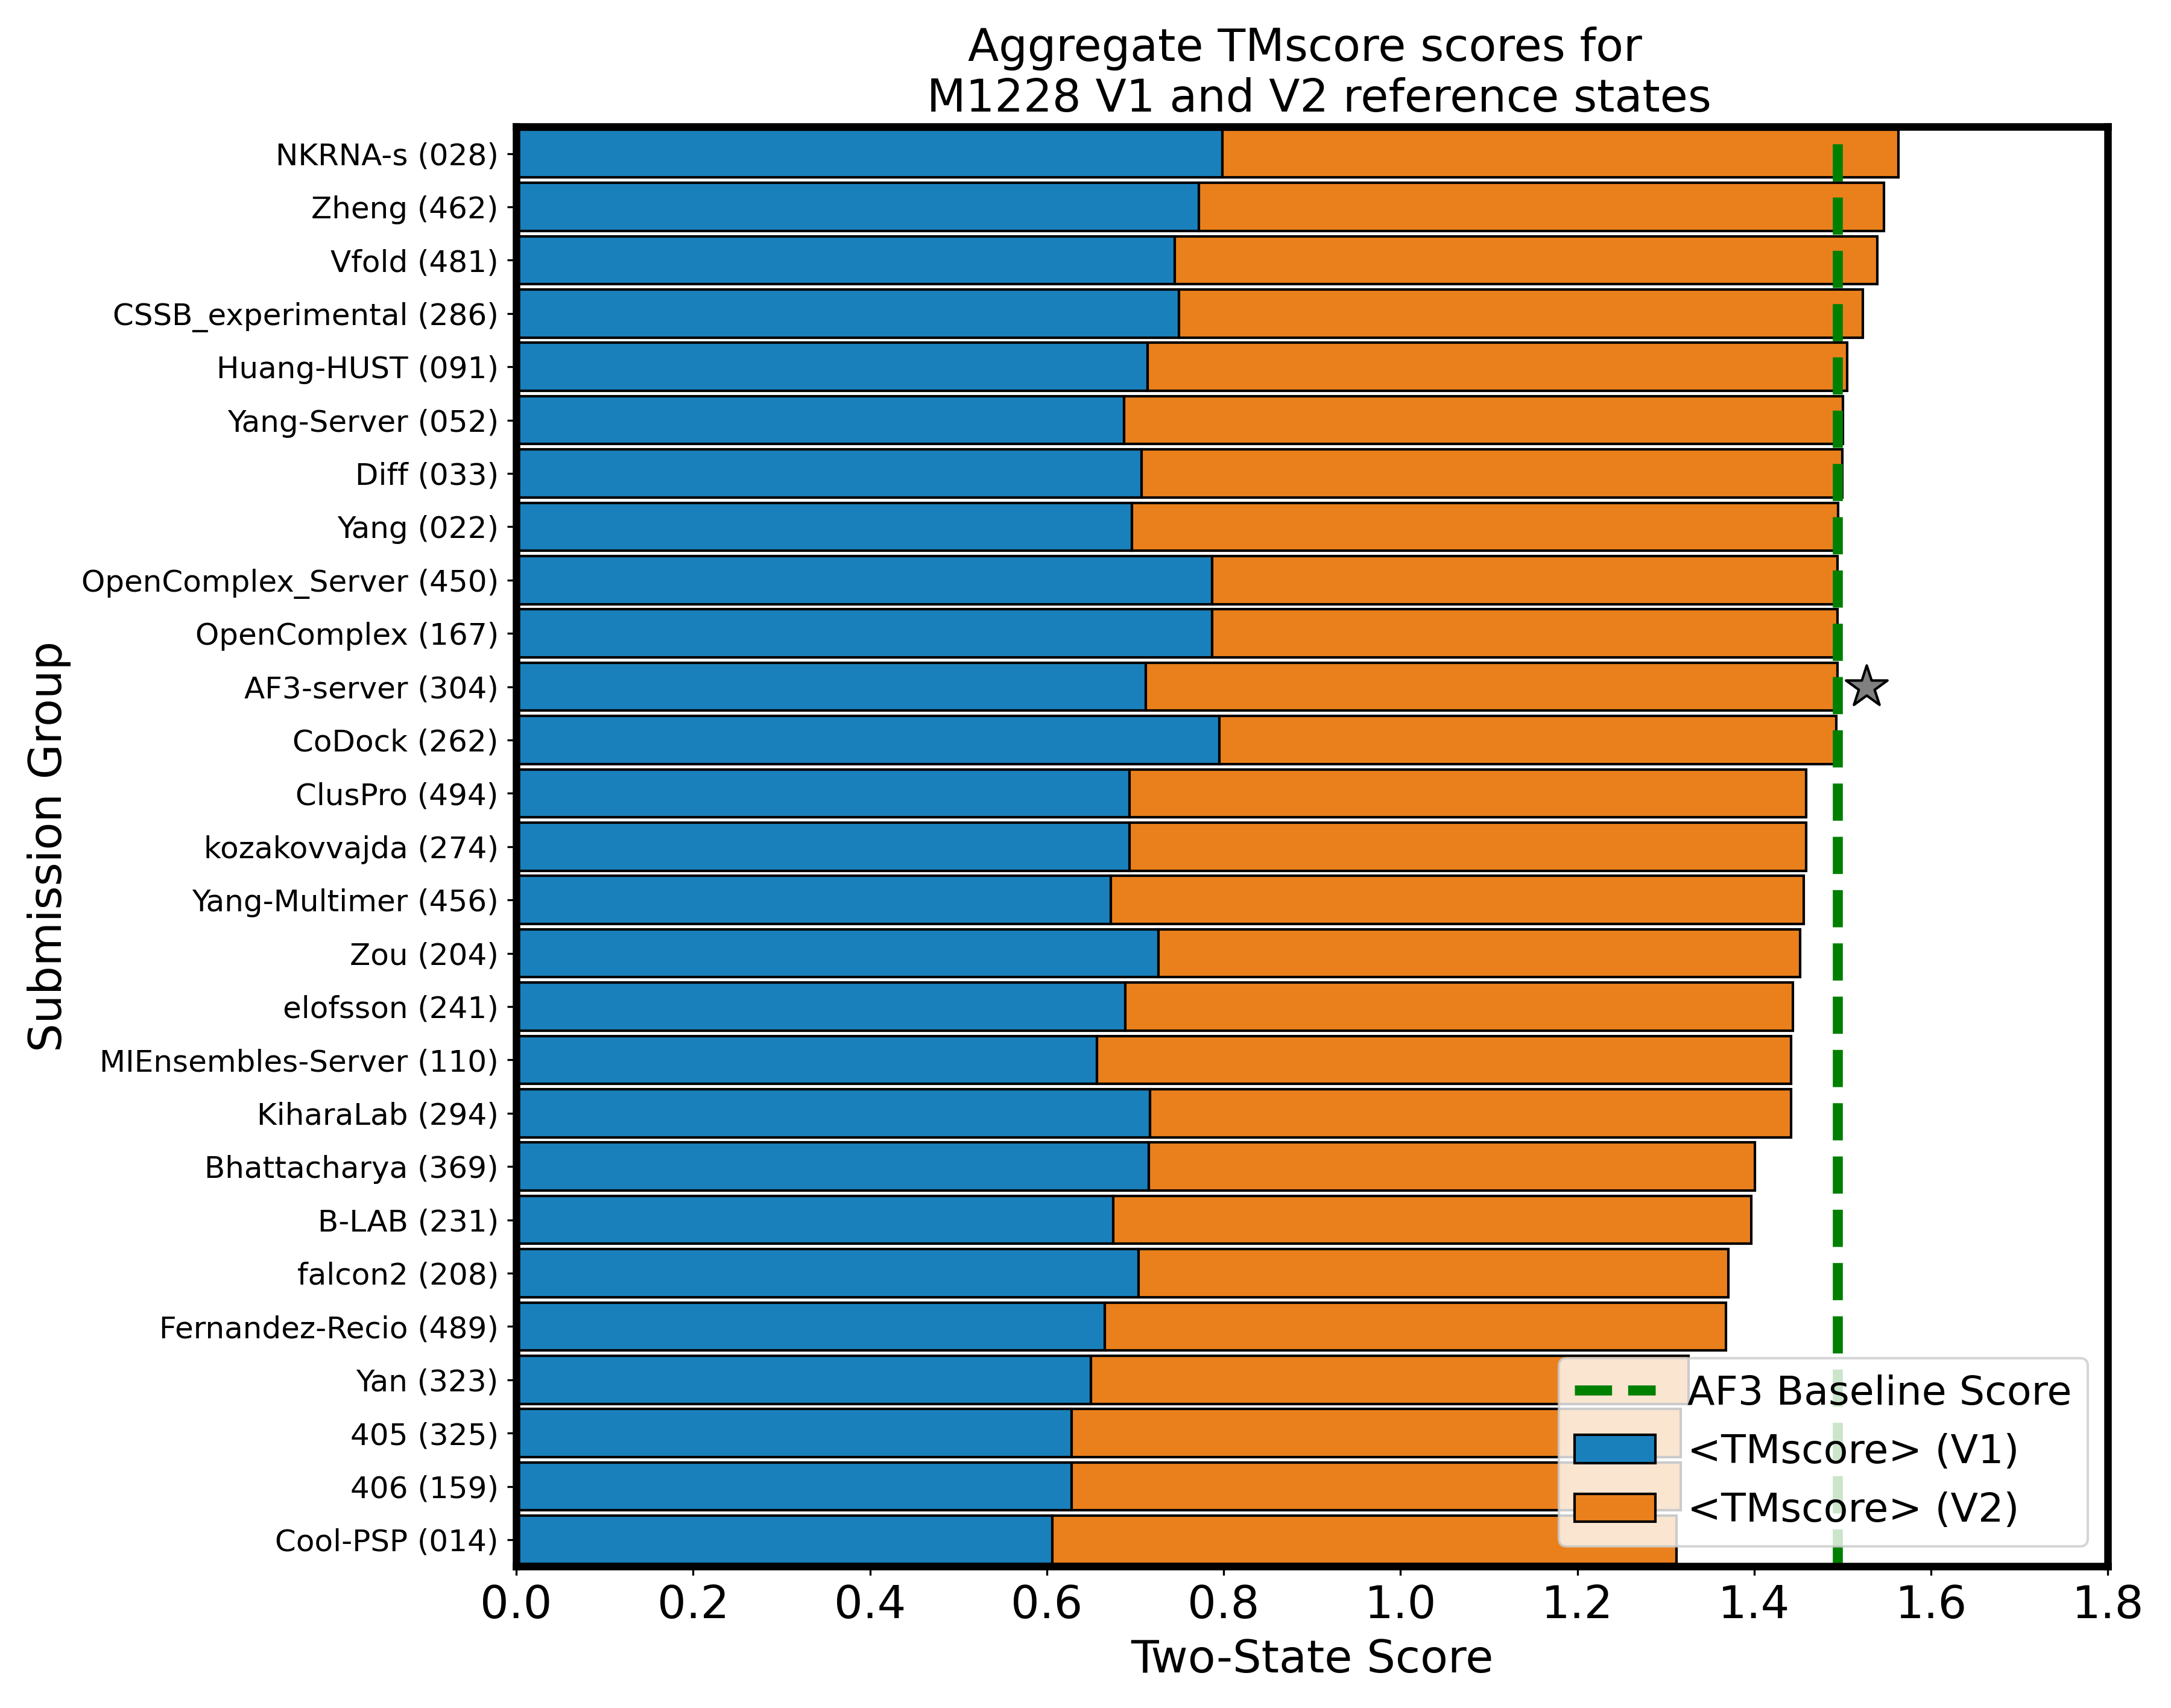 Aggregate TMscore scores for
M1228 V1 and V2 reference states
Submission Group
NKRNA-s (028)
Zheng (462)
Vfold (481)
CSSB_experimental (286)
Huang-HUST (091)
Yang-Server (052)
Diff (033)
Yang (022)
OpenComplex_Server (450)
OpenComplex (167)
AF3-server (304)
CoDock (262)
ClusPro (494)
kozakovvajda (274)
Yang-Multimer (456)
Zou (204)
elofsson (241)
MIEnsembles-Server (110)
KiharaLab (294)
Bhattacharya (369)
B-LAB (231)
falcon2 (208)
Fernandez-Recio (489)
Yan (323)
405 (325)
406 (159)
Cool-PSP (014)
AF3 Baseline Score
<TMscore> (V1)
<TMscore> (V2)
0.0 0.2 0.4 0.6 0.8 1.0 1.2 1.4 1.6 1.8
Two-State Score